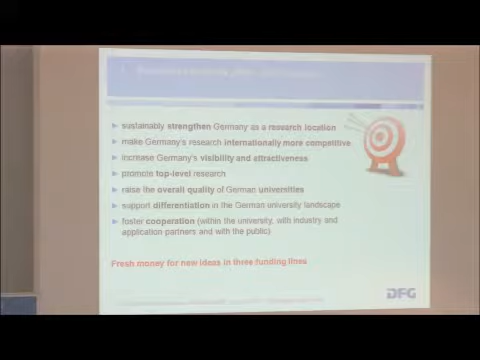 sustainably strengthen Germany as a research location
make Germany's research internationally more competitive
increase Germany's visibility and attractiveness
promote top-level research
raise the overall quality of German universities
support differentiation in the German university landscape
foster cooperation (within the university, with industry and
application partners and with the public)
Fresh money for new ideas in three funding lines
DFG